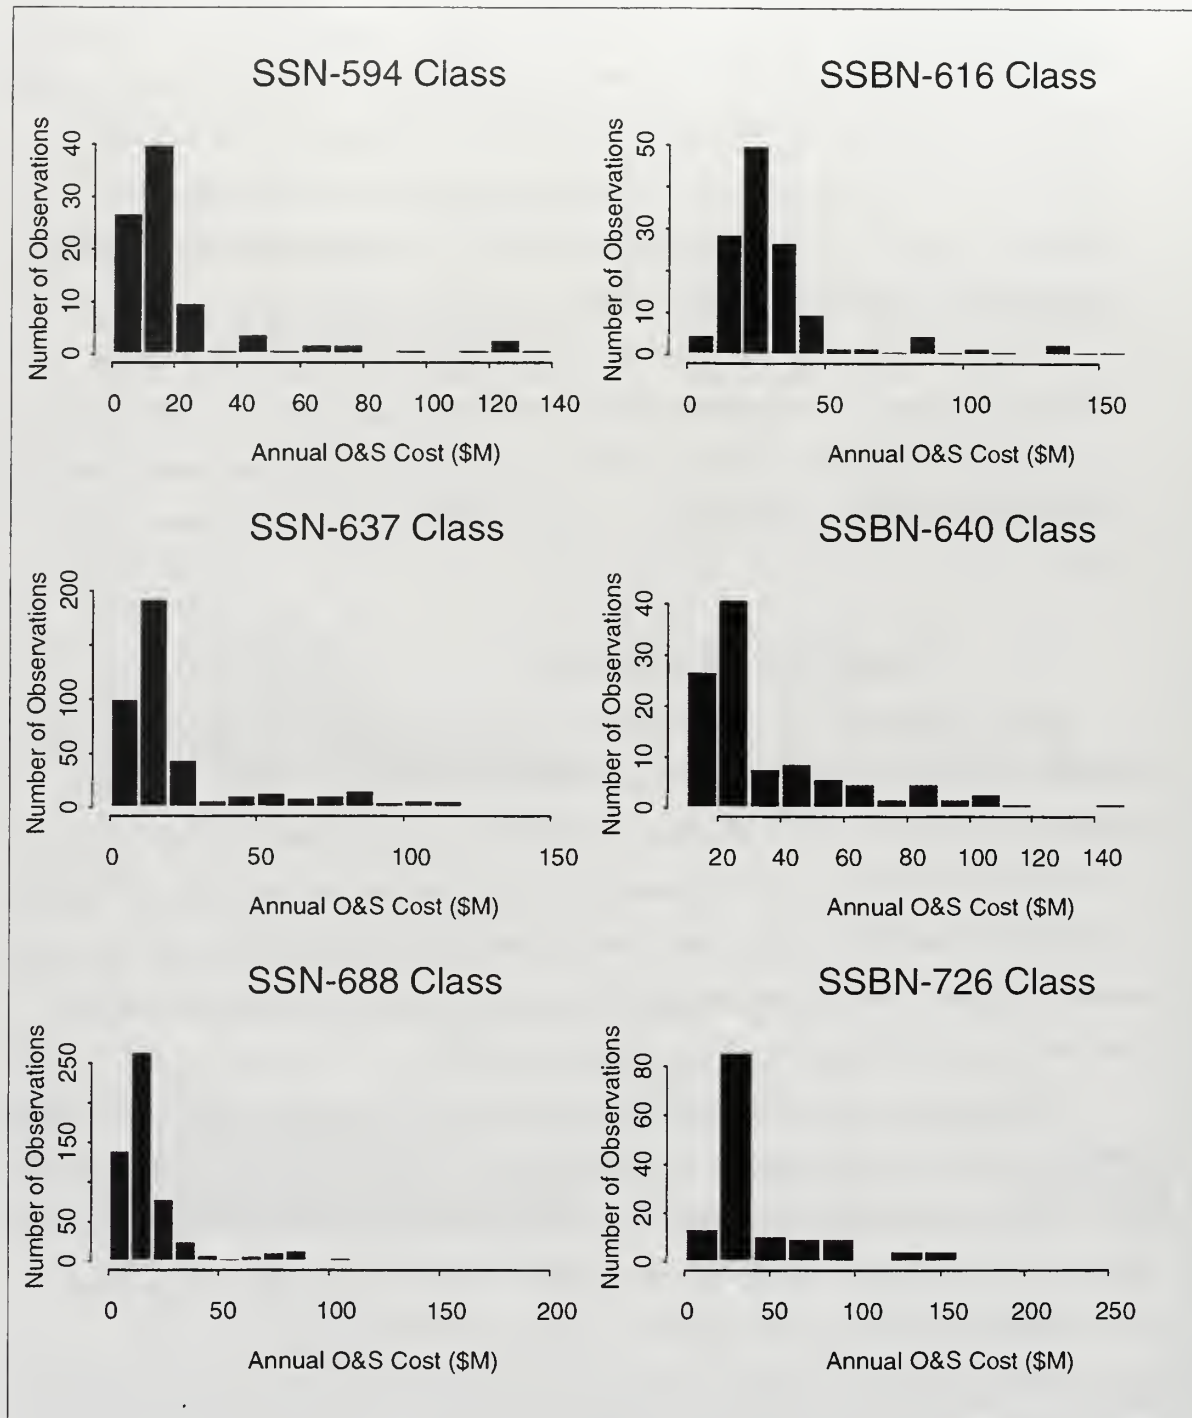 SSN-594 Class
Number of Observations
0 10 20 30 40
0 20 40 60 80 100 120 140
Annual O&S Cost ($M)
SSBN-616 Class
Number of Observations
0 10 30 50
0 50 100 150
Annual O&S Cost ($M)
SSN-637 Class
Number of Observations
0 50 100 200
0 50 100 150
Annual O&S Cost ($M)
SSBN-640 Class
Number of Observations
0 10 20 30 40
20 40 60 80 100 120 140
Annual O&S Cost ($M)
SSN-688 Class
Number of Observations
0 50 150 250
0 50 100 150 200
Annual O&S Cost ($M)
SSBN-726 Class
Number of Observations
0 20 40 60 80
0 50 100 150 200 250
Annual O&S Cost ($M)